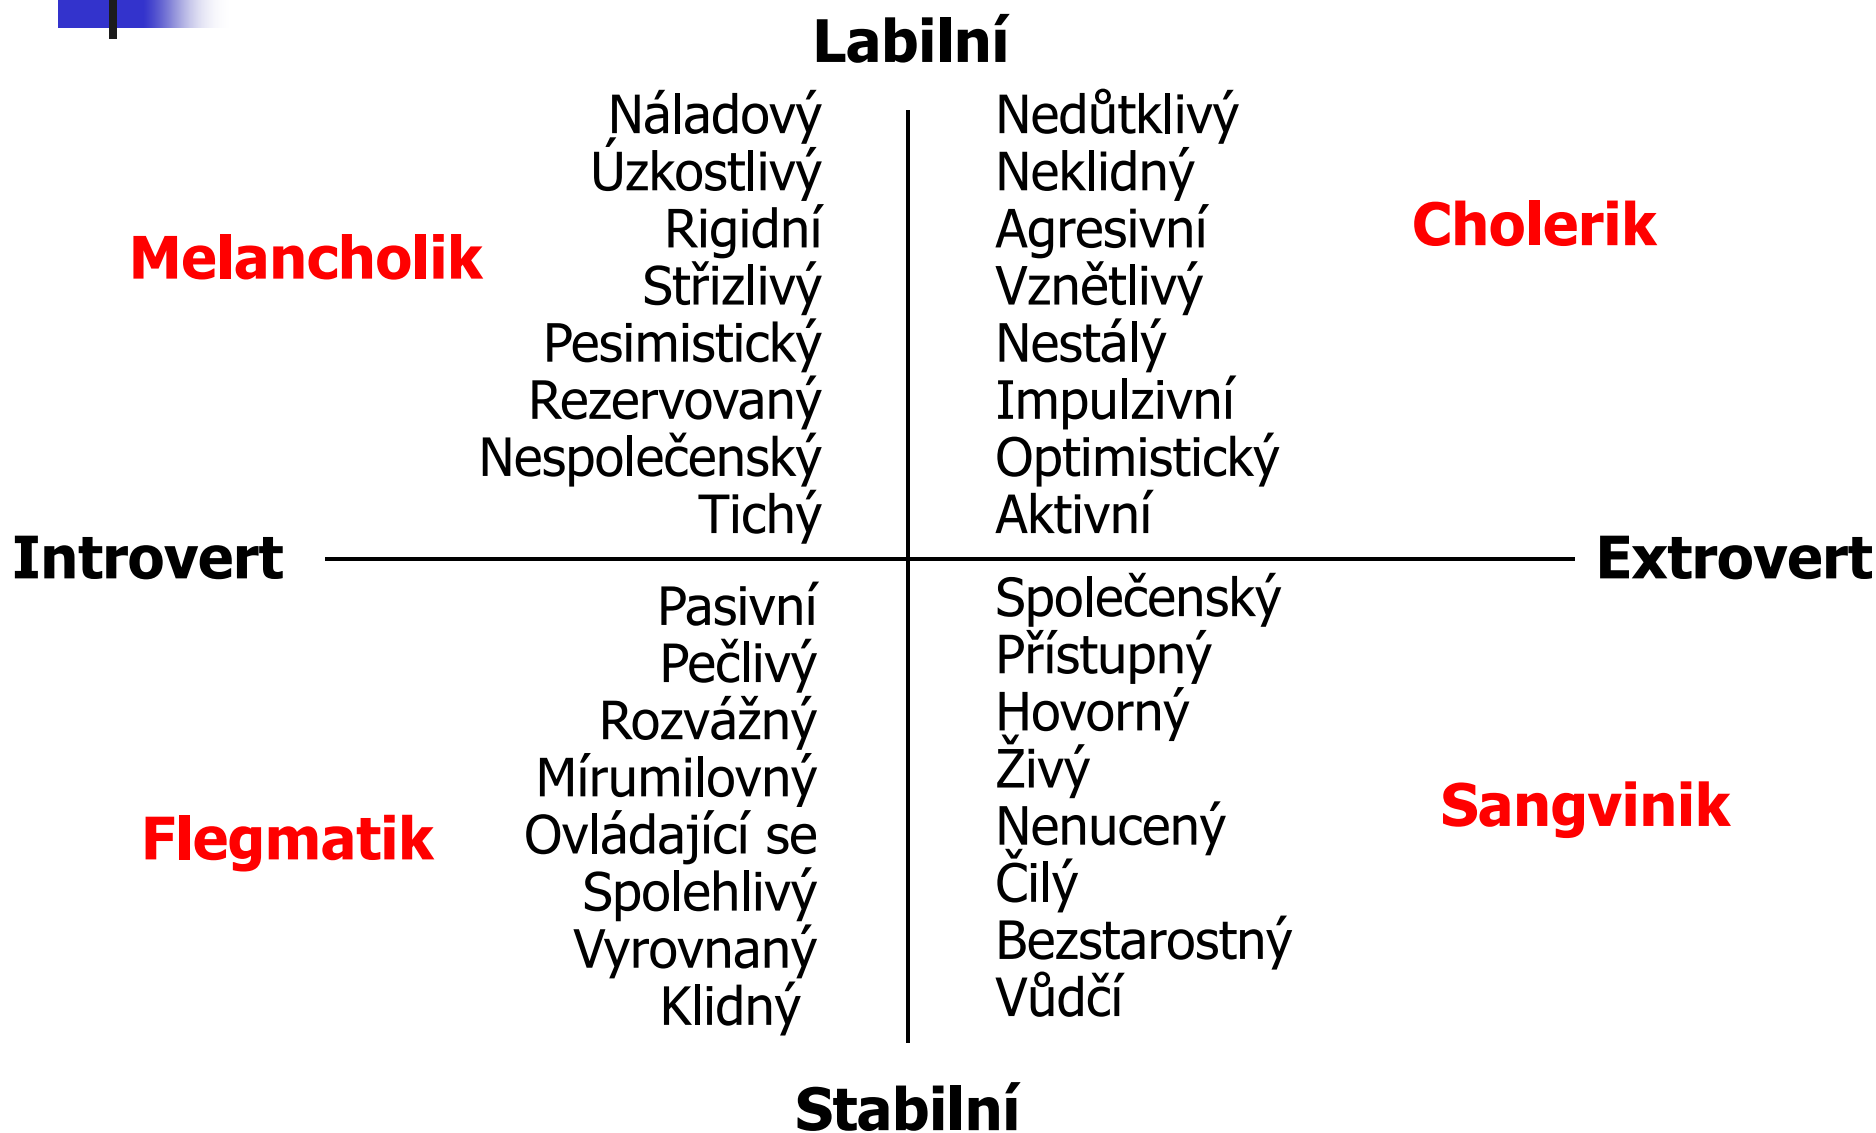 Labilní
Náladový
Úzkostlivý
Rigidní
Střizlivý
Pesimistický
Rezervovaný
Nespolečenský
Tichý
Nedůtklivý
Neklidný
Agresivní
Vznětlivý
Nestálý
Impulzivní
Optimistický
Aktivní
Melancholik
Cholerik
Introvert
Extrovert
Pasivní
Pečlivý
Rozvážný
Mírumilovný
Ovládající se
Spolehlivý
Vyrovnaný
Klidný
Společenský
Přístupný
Hovorný
Živý
Nenucený
Čilý
Bezstarostný
Vůdčí
Flegmatik
Sangvinik
Stabilní